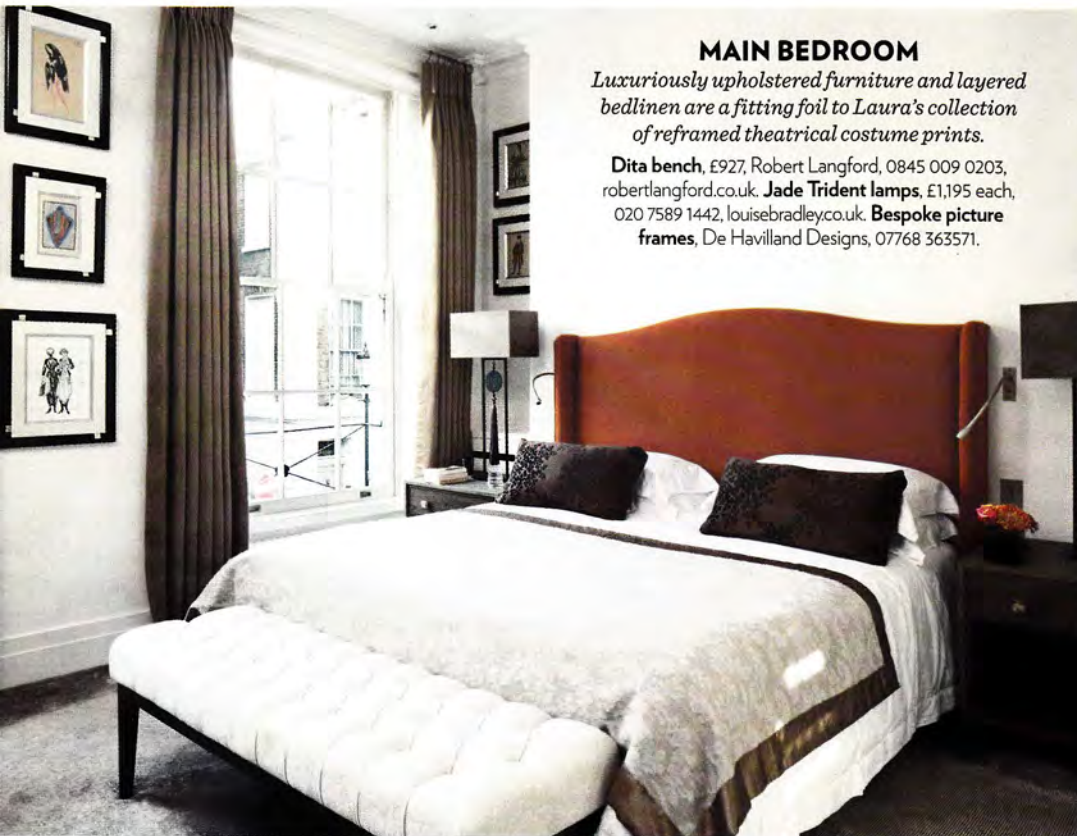 MAIN BEDROOM
Luxuriously upholstered furniture and layered
bedlinen are a fitting foil to Laura's collection
of reframed theatrical costume prints.
Dita bench, £927, Robert Langford, 0845 009 0203,
robertlangford.co.uk. Jade Trident lamps, £1,195 each,
020 7589 1442, louisebradley.co.uk. Bespoke picture
frames, De Havilland Designs, 07768 363571.